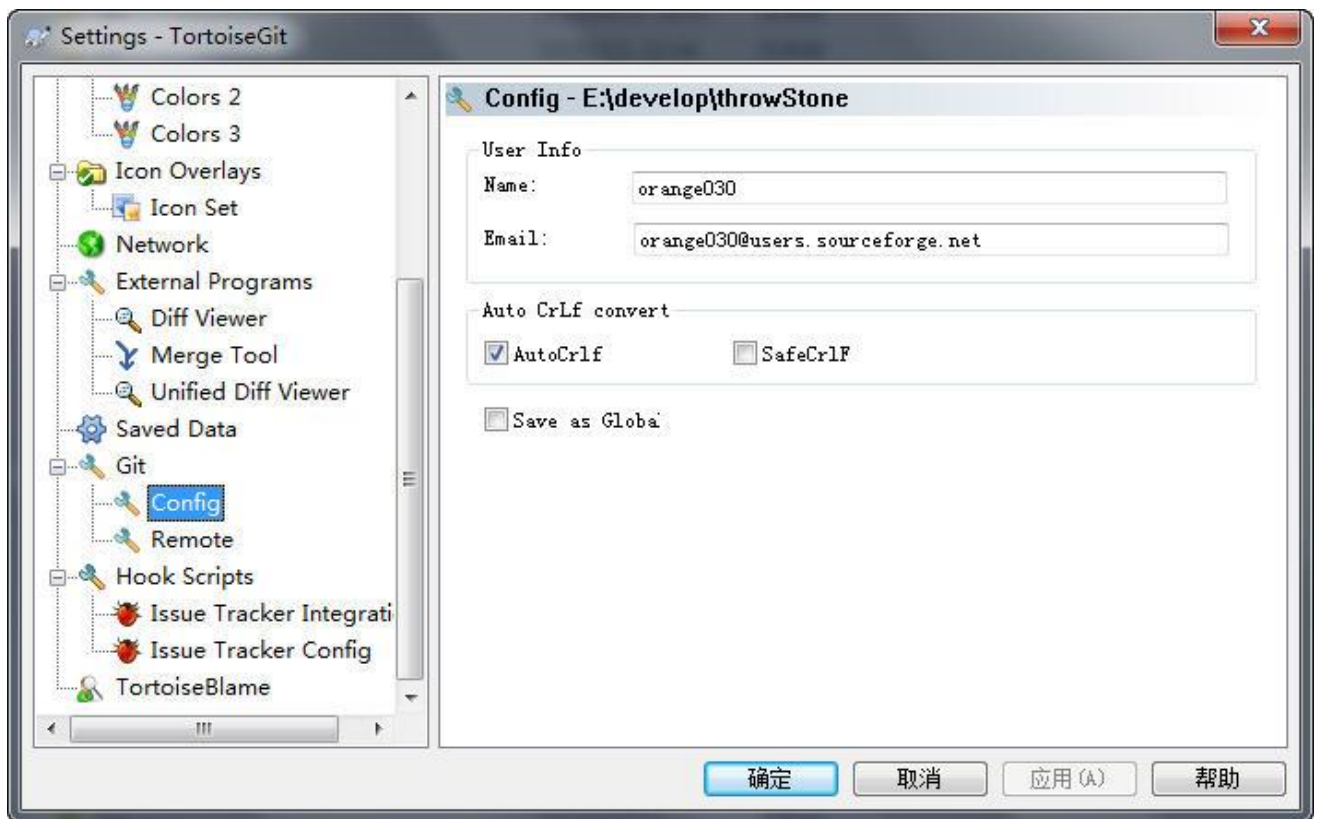 Settings - TortoiseGit
Colors 2
Colors 3
Icon Overlays
Icon Set
Network
External Programs
Diff Viewer
Merge Tool
Unified Diff Viewer
Saved Data
Git
Config
Remote
Hook Scripts
Issue Tracker Integrati
Issue Tracker Config
TortoiseBlame
Config - E:\develop\throwStone
User Info
Name: orange030
Email: orange030@users.sourceforge.net
Auto CrLf convert
AutoCrlf SafeCrlF
Save as Global
确定 取消 应用(A) 帮助